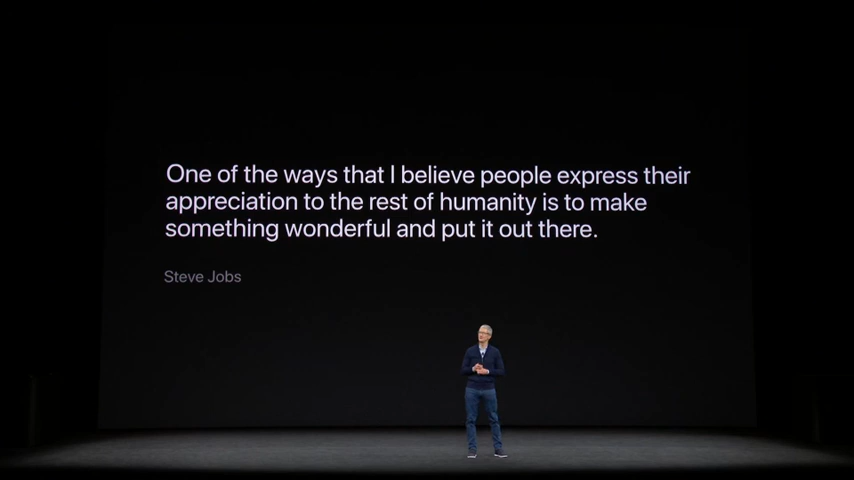 One of the ways that I believe people express their
appreciation to the rest of humanity is to make
something wonderful and put it out there.
Steve Jobs